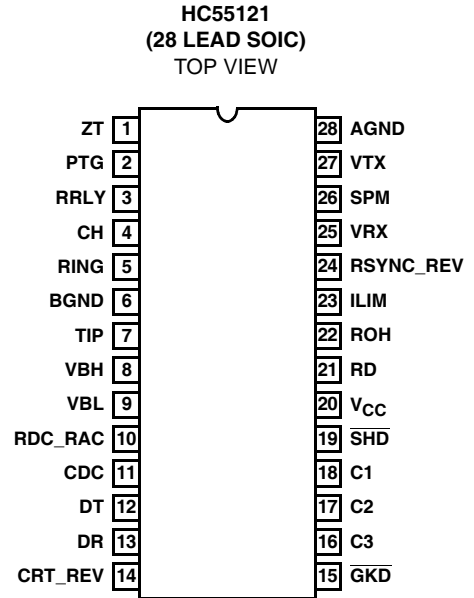 HC55121
(28 LEAD SOIC)
TOP VIEW
ZT 1 28 AGND
PTG 2 27 VTX
RRLY 3 26 SPM
CH 4 25 VRX
RING 5 24 RSYNC_REV
BGND 6 23 ILIM
TIP 7 22 ROH
VBH 8 21 RD
VBL 9 20 VCC
RDC_RAC 10 19 SHD
CDC 11 18 C1
DT 12 17 C2
DR 13 16 C3
CRT_REV 14 15 GKD